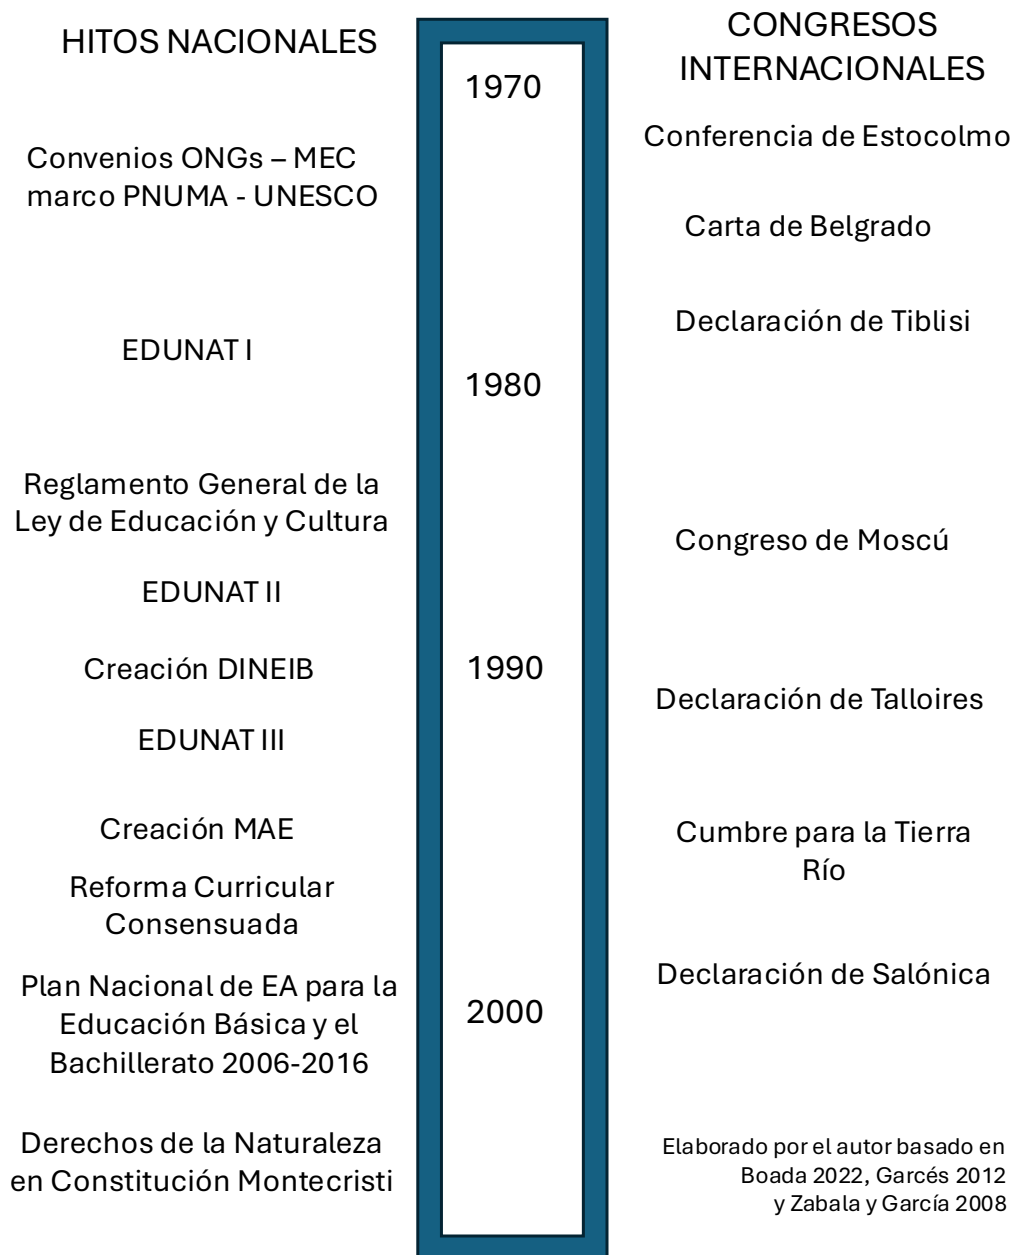 HITOS NACIONALES
CONGRESOS
INTERNACIONALES
1970
Conferencia de Estocolmo
Convenios ONGs – MEC
marco PNUMA - UNESCO
Carta de Belgrado
Declaración de Tiblisi
EDUNAT I
1980
Reglamento General de la
Ley de Educación y Cultura
Congreso de Moscú
EDUNAT II
Creación DINEIB
1990
Declaración de Talloires
EDUNAT III
Creación MAE
Cumbre para la Tierra
Río
Reforma Curricular
Consensuada
Declaración de Salónica
Plan Nacional de EA para la
Educación Básica y el
Bachillerato 2006-2016
2000
Derechos de la Naturaleza
en Constitución Montecristi
Elaborado por el autor basado en
Boada 2022, Garcés 2012
y Zabala y García 2008